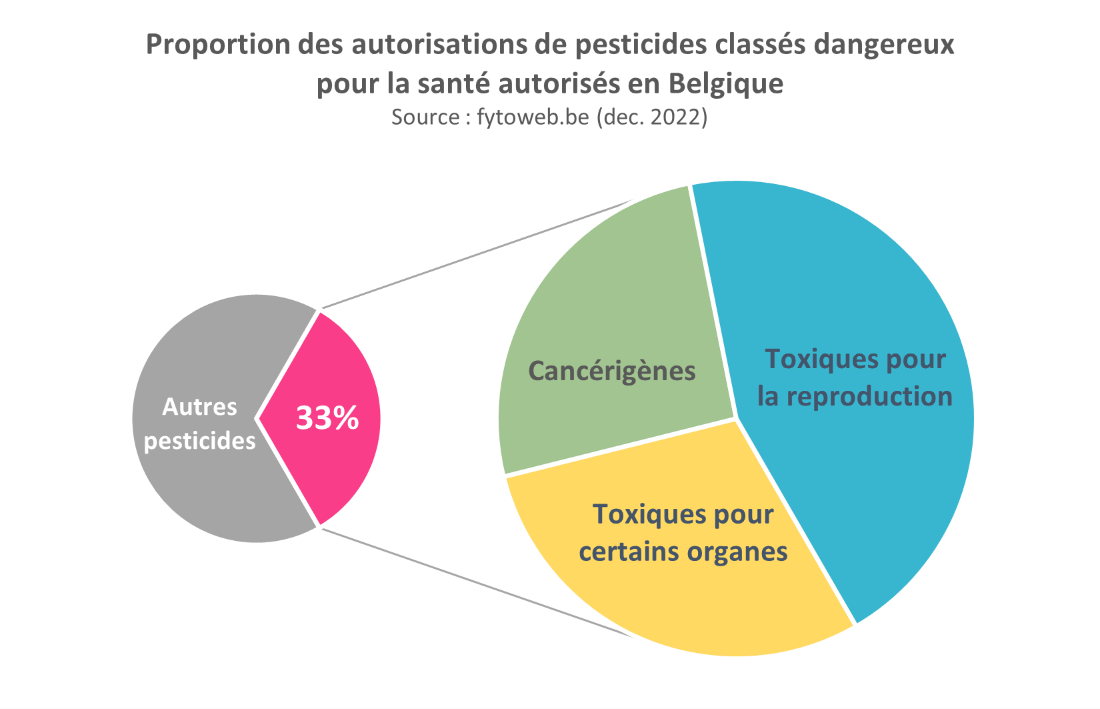 Proportion des autorisations de pesticides classés dangereux
pour la santé autorisés en Belgique
Source : fytoweb.be (dec. 2022)
Autres
pesticides
33%
Cancérigènes
Toxiques pour
la reproduction
Toxiques pour
certains organes